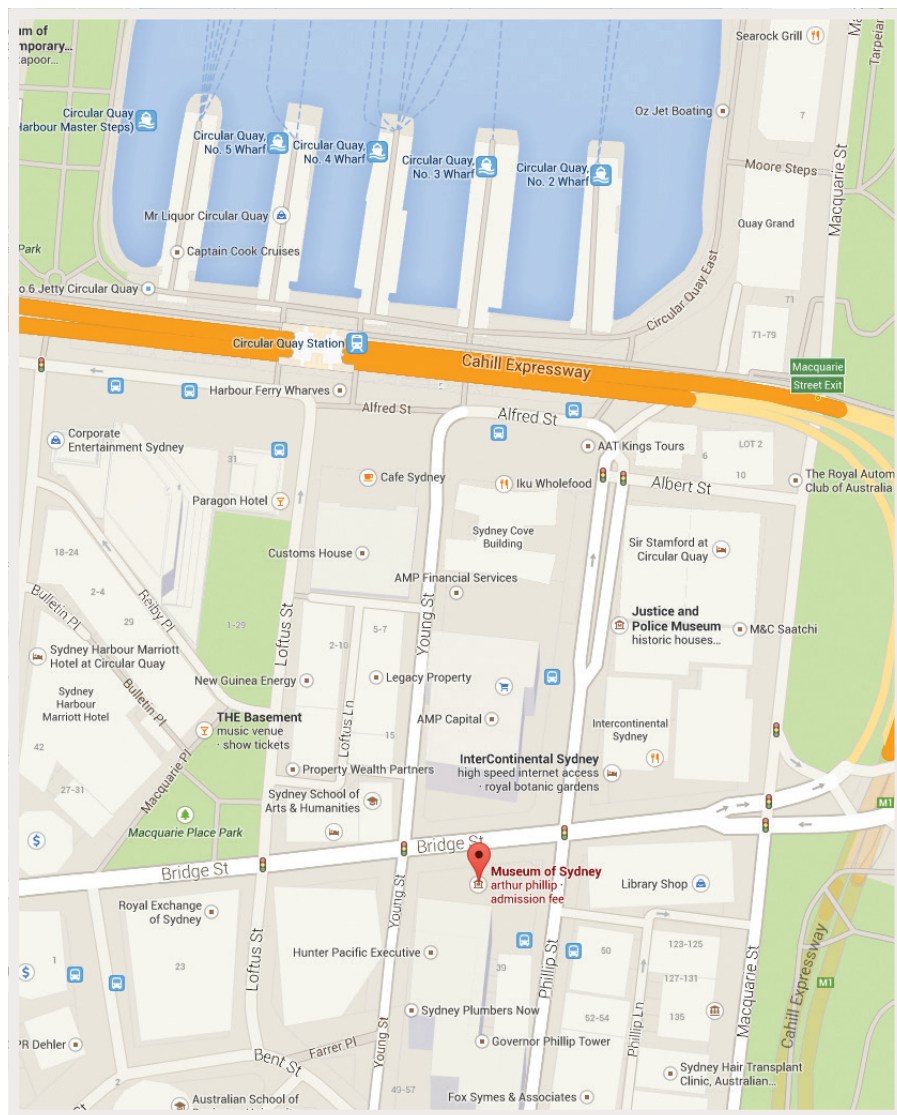 um of
mporary...
kapoor...
Searock Grill
Ma
Tarpeian
7
Oz Jet Boating
Circular Quay
Harbour Master Steps)
Circular Quay,
No. 5 Wharf
Circular Quay,
No. 4 Wharf
Circular Quay,
No. 3 Wharf
Circular Quay,
No. 2 Wharf
Moore Steps
Macquarie St
Mr Liquor Circular Quay
Quay Grand
Captain Cook Cruises
Park
o 6 Jetty Circular Quay
Circular Quay East
71
71-79
Circular Quay Station
Cahill Expressway
Macquarie
Street Exit
Harbour Ferry Wharves
Alfred St
Alfred St
Corporate
Entertainment Sydney
AAT Kings Tours
LOT 2
6
10
31
Cafe Sydney
Iku Wholefood
Albert St
The Royal Autom
Club of Australia
Paragon Hotel
Sydney Cove
Building
Sir Stamford at
Circular Quay
18-24
Customs House
AMP Financial Services
2-4
Reiby Pl
Bulletin Pl
29
1-29
Loftus St
Young St
Justice and
Police Museum
historic houses...
M&C Saatchi
5-7
2-10
Sydney Harbour Marriott
Hotel at Circular Quay
New Guinea Energy
Legacy Property
Sydney
Harbour
Marriott Hotel
Bulletin Pl
THE Basement
music venue
· show tickets
Loftus Ln
15
AMP Capital
Intercontinental
Sydney
42
Macquarie Pl
Property Wealth Partners
InterContinental Sydney
high speed internet access
· royal botanic gardens
27-31
Sydney School of
Arts & Humanities
M1
Macquarie Place Park
Bridge St
Bridge St
Museum of Sydney
arthur phillip ·
admission fee
Library Shop
Royal Exchange
of Sydney
Young St
Loftus St
Hunter Pacific Executive
Phillip St
50
123-125
Macquarie St
Cahill Expressway
1
23
39
127-131
M1
Sydney Plumbers Now
52-54
135
Phillip Ln
PR Dehler
Farrer Pl
Bent St
Young St
Governor Phillip Tower
Sydney Hair Transplant
Clinic, Australian...
2
49-57
Australian School of
Fox Symes & Associates